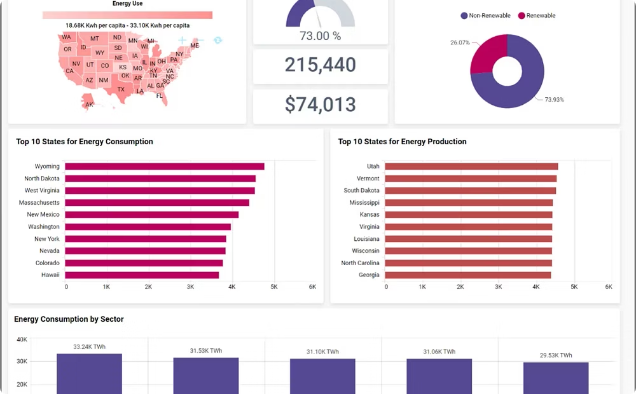 Energy Use
18.68K Kwh per capita - 33.10K Kwh per capita
WA MT ND MN MI ME
OR ID SD WI NY
WY IA PA
NV UT NE IL IN OH
CA CO KS MO VA
AZ NM OK AR TN NC
TX AL GA SC
LA
AK FL
73.00 %
215,440
$74,013
Non-Renewable Renewable
26.07%
73.93%
Top 10 States for Energy Consumption
Wyoming
North Dakota
West Virginia
Massachusetts
New Mexico
Washington
New York
Nevada
Colorado
Hawaii
0 1K 2K 3K 4K 5K 6K
Top 10 States for Energy Production
Utah
Vermont
South Dakota
Mississippi
Kansas
Virginia
Louisiana
Wisconsin
North Carolina
Georgia
0 1K 2K 3K 4K 5K 6K
Energy Consumption by Sector
40K
30K
20K
33.24K TWh 31.53K TWh 31.10K TWh 31.06K TWh 29.53K TWh